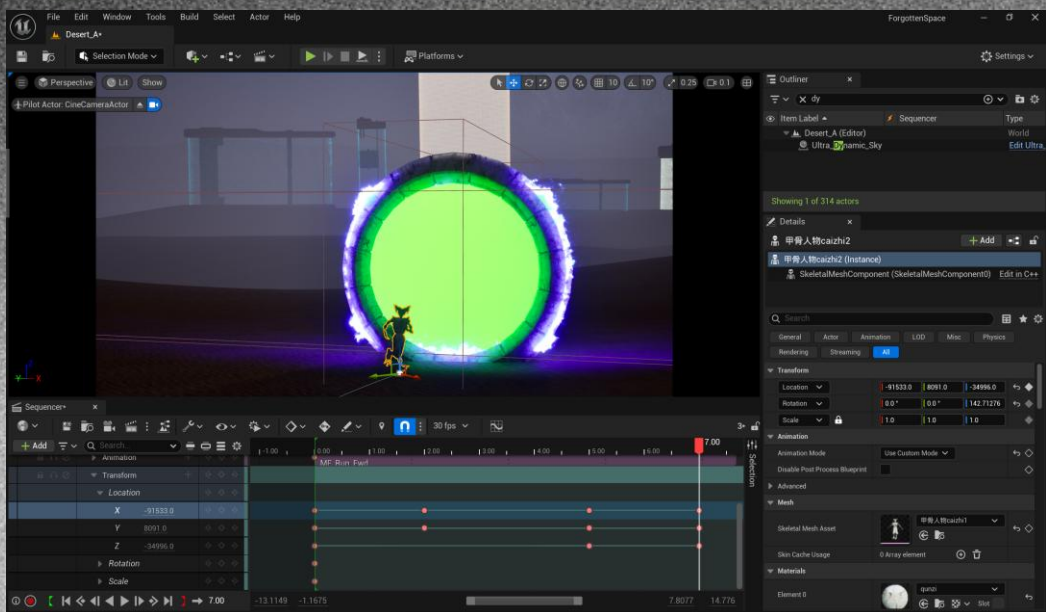 File Edit Window Tools Build Select Actor Help ForgottenSpace
Desert_A•
Selection Mode Platforms Settings
Perspective Lit Show 10 10° 0.25 0.1
Pilot Actor: CineCameraActor
Outliner
dy
Item Label Sequencer Type
Desert_A (Editor) World
Ultra_Dynamic_Sky Edit Ultra_
Showing 1 of 314 actors
Details
甲骨人物caizhi2 + Add
甲骨人物caizhi2 (Instance)
SkeletalMeshComponent (SkeletalMeshComponent0) Edit in C++
Search
General Actor Animation LOD Misc Physics
Rendering Streaming All
Transform
Location -91533.0 8091.0 -34996.0
Rotation 0.0° 0.0° 142.71276
Scale 1.0 1.0 1.0
Animation
Animation Mode Use Custom Mode
Disable Post Process Blueprint
Advanced
Mesh
Skeletal Mesh Asset 甲骨人物caizhi1
Skin Cache Usage 0 Array element
Materials
Element 0 qunzi
Slot
Y X
Sequencer•
30 fps
+ Add Search...
-1.00 0.00 1.00 2.00 3.00 4.00 5.00 6.00 7.00
Selection
Animation MF_Run_Fwd
Transform
Location
X -91533.0
Y 8091.0
Z -34996.0
Rotation
Scale
7.00 -13.1149 -1.1675 7.8077 14.776